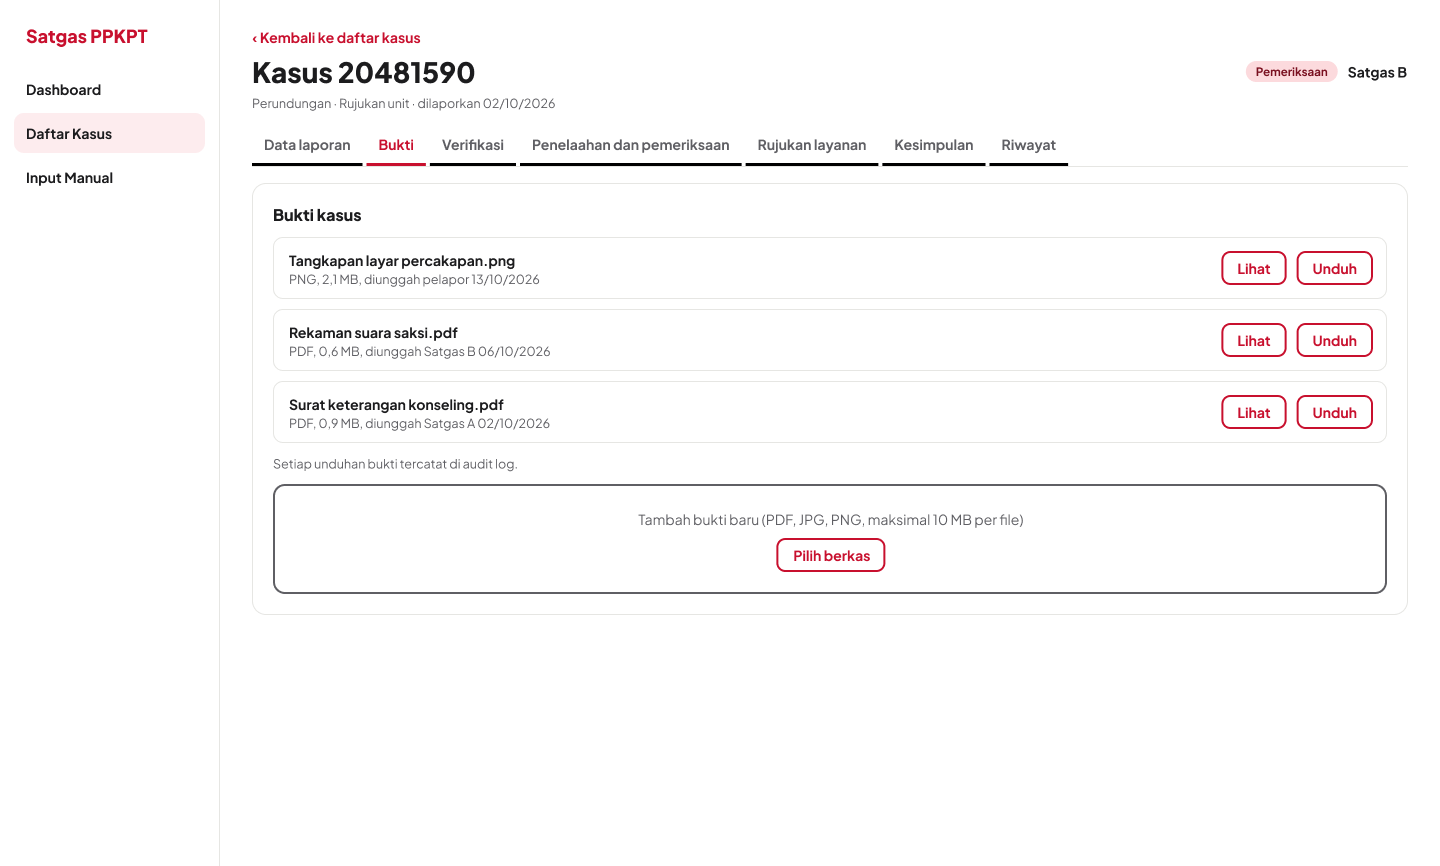 Satgas PPKPT
Dashboard
Daftar Kasus
Input Manual
‹ Kembali ke daftar kasus
Kasus 20481590
Pemeriksaan
Satgas B
Perundungan · Rujukan unit · dilaporkan 02/10/2026
Data laporan
Bukti
Verifikasi
Penelaahan dan pemeriksaan
Rujukan layanan
Kesimpulan
Riwayat
Bukti kasus
Tangkapan layar percakapan.png
PNG, 2,1 MB, diunggah pelapor 13/10/2026
Lihat
Unduh
Rekaman suara saksi.pdf
PDF, 0,6 MB, diunggah Satgas B 06/10/2026
Lihat
Unduh
Surat keterangan konseling.pdf
PDF, 0,9 MB, diunggah Satgas A 02/10/2026
Lihat
Unduh
Setiap unduhan bukti tercatat di audit log.
Tambah bukti baru (PDF, JPG, PNG, maksimal 10 MB per file)
Pilih berkas